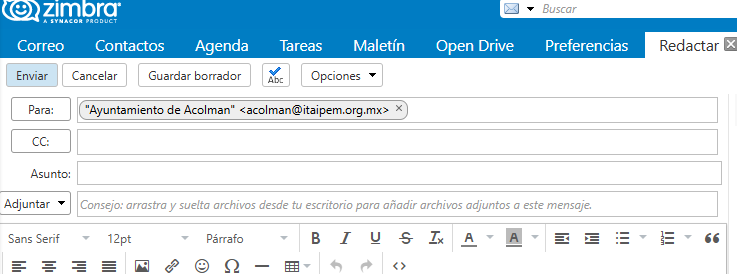 zimbra
A SYNACOR PRODUCT
Buscar
Correo Contactos Agenda Tareas Maletín Open Drive Preferencias Redactar
Enviar Cancelar Guardar borrador Abc Opciones
Para: "Ayuntamiento de Acolman" <acolman@itaipem.org.mx> ×
CC:
Asunto:
Adjuntar Consejo: arrastra y suelta archivos desde tu escritorio para añadir archivos adjuntos a este mensaje.
Sans Serif 12pt Párrafo B I U S Tx A A